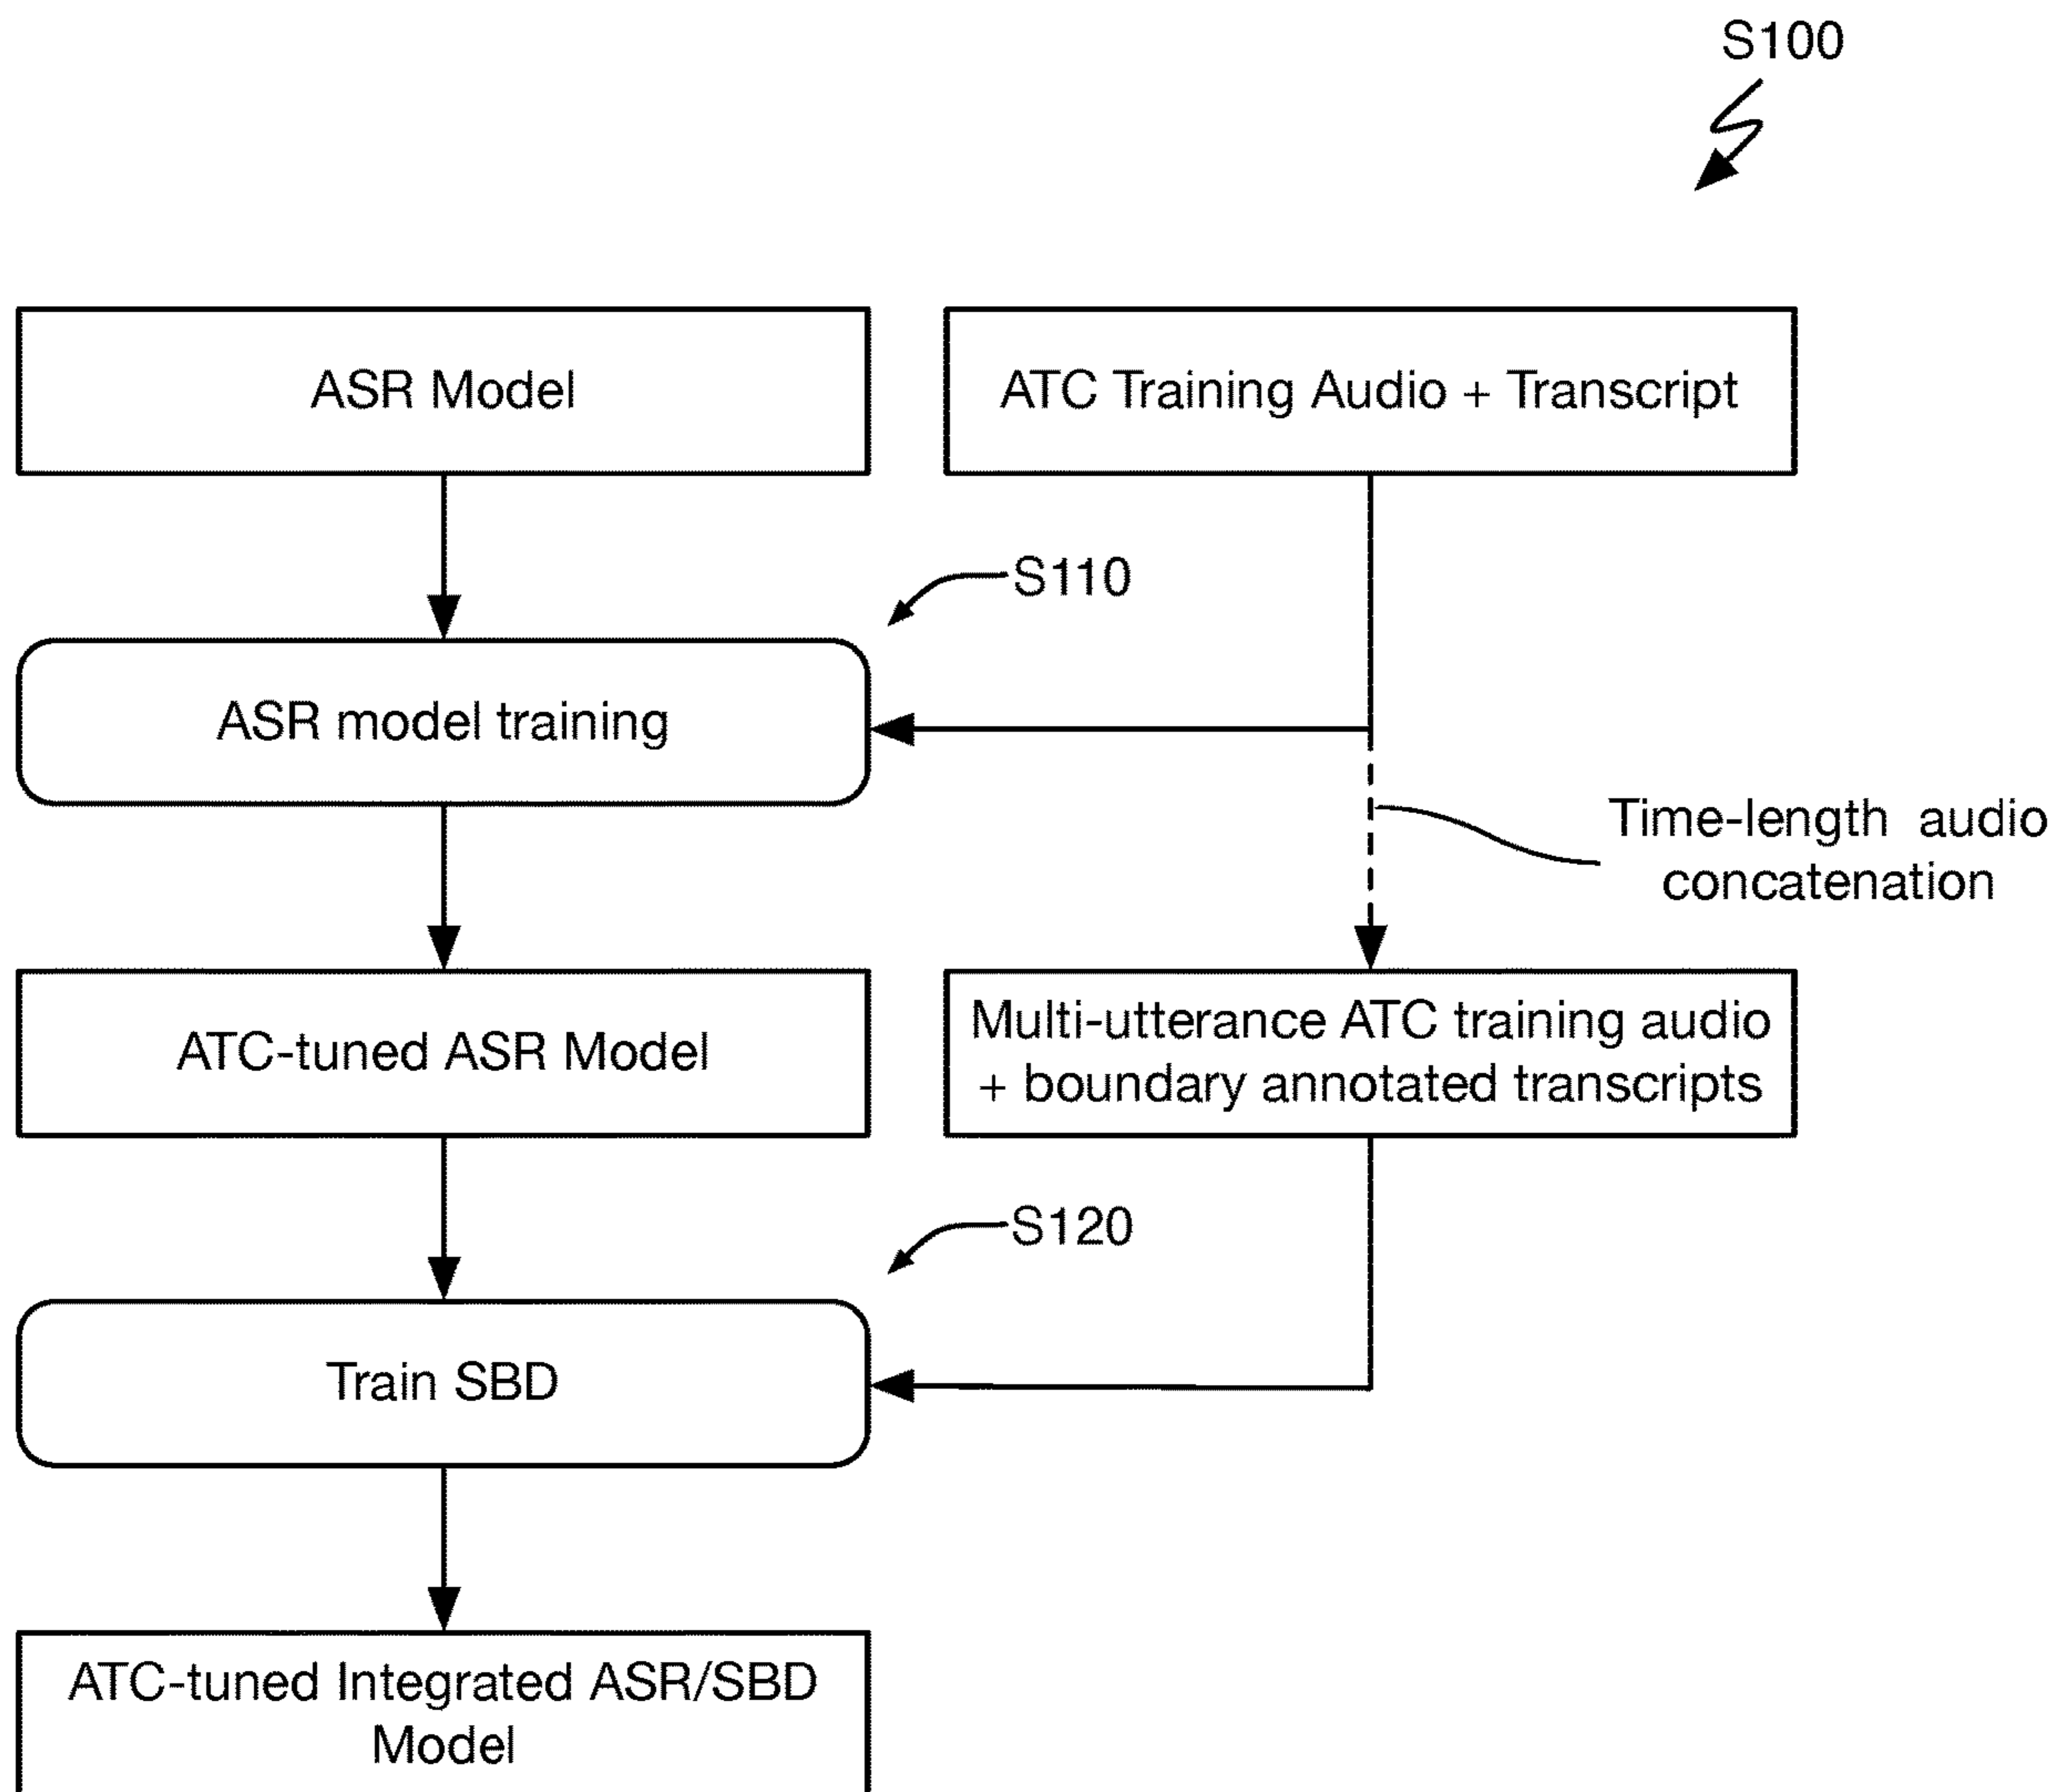 S100
ASR Model
ATC Training Audio + Transcript
S110
ASR model training
Time-length audio
concatenation
ATC-tuned ASR Model
Multi-utterance ATC training audio
+ boundary annotated transcripts
S120
Train SBD
ATC-tuned Integrated ASR/SBD
Model